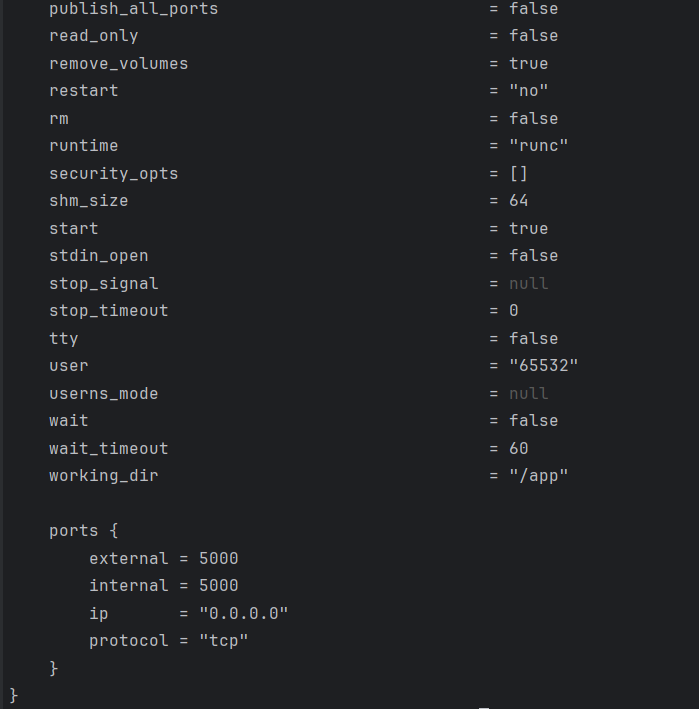 publish_all_ports = false
read_only = false
remove_volumes = true
restart = "no"
rm = false
runtime = "runc"
security_opts = []
shm_size = 64
start = true
stdin_open = false
stop_signal = null
stop_timeout = 0
tty = false
user = "65532"
userns_mode = null
wait = false
wait_timeout = 60
working_dir = "/app"
ports {
external = 5000
internal = 5000
ip = "0.0.0.0"
protocol = "tcp"
}
}